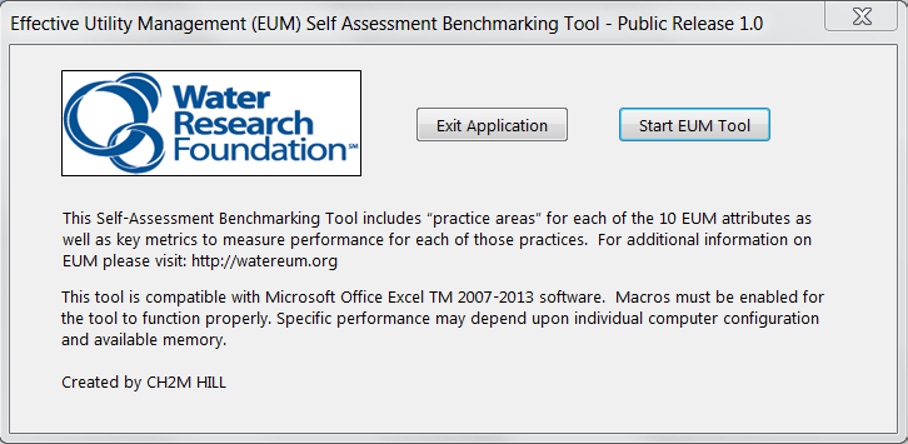 Effective Utility Management (EUM) Self Assessment Benchmarking Tool - Public Release 1.0
Water
Research
Foundation℠
Exit Application
Start EUM Tool
This Self-Assessment Benchmarking Tool includes “practice areas” for each of the 10 EUM attributes as
well as key metrics to measure performance for each of those practices.  For additional information on
EUM please visit: http://watereum.org
This tool is compatible with Microsoft Office Excel TM 2007-2013 software.  Macros must be enabled for
the tool to function properly. Specific performance may depend upon individual computer configuration
and available memory.
Created by CH2M HILL